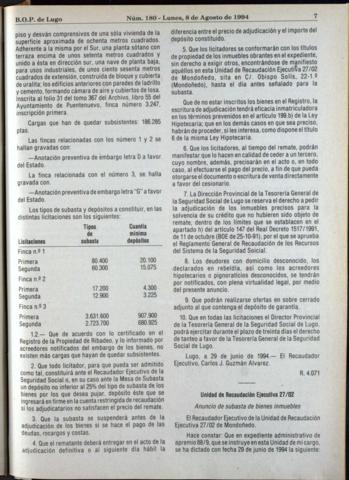 B.O.P. de Lugo
Núm. 180 - Lunes, 8 de Agosto de 1994
7
piso y desván comprensivos de una sóla vivienda de la
superficie aproximada de ochenta metros cuadrados.
Adherente a la misma por el Sur, una planta sótano con
terraza encima de unos setenta metros cuadrados y
unido a ésta en dirección sur, una nave de planta baja,
para usos industriales, de unos ciento sesenta metros
cuadrados de extensión, construida de bloque y cubierta
de uralita; los edificios anteriores con paredes de ladrillo
y cemento, formando cámara de aire y cubiertos de losa.
Inscrita al folio 31 del tomo 367 del Archivo, libro 55 del
Ayuntamiento de Puentenuevo, finca número 3.247,
inscripción primera.
Cargas que han de quedar subsistentes: 186.285
ptas.
Las fincas relacionadas con los número 1 y 2 se
hallan gravadas con:
—Anotación preventiva de embargo letra D a favor
del Estado.
La finca relacionada con el número 3, se halla
gravada con.
—Anotación preventiva de embargo letra "G" a favor
del Estado.
Los tipos de subasta y depósitos a constituir, en las
distintas licitaciones son los siguientes:
Tipos Cuantía
de mínima
Licitaciones subasta depósitos
Finca n.º 1
Primera 80.400 20.100
Segunda 60.300 15.075
Finca n.º 2
Primera 17.200 4.300
Segunda 12.900 3.225
Finca n.º 3
Primera 3.631.600 907.900
Segunda 2.723.700 680.925
1.2.— Que de acuerdo con lo certificado en el
Registro de la Propiedad de Ribadeo, y lo informado por
acreedores notificados del embargo de los bienes, no
existen más cargas que hayan de quedar subsistentes.
2. Que todo licitador, para que pueda ser admitido
como tal, constituirá ante el Recaudador Ejecutivo de la
Seguridad Social o, en su caso ante la Mesa de Subasta
un depósito no inferior al 25% del tipo de subasta de los
bienes por los que desea pujar, depósito éste que se
ingresará en firme en la cuenta restringida de recaudación
si los adjudicatarios no satisfacen el precio del remate.
3. Que la subasta se suspenderá antes de la
adjudicación de los bienes si se hace el pago de las
deudas, recargos y costas.
4. Que el rematante deberá entregar en el acto de la
adjudicación definitiva o al siguiente día hábil la
diferencia entre el precio de adjudicación y el importe del
depósito constituido.
5. Que los licitadores se conformarán con los títulos
de propiedad de los inmuebles obrantes en el expediente,
sin derecho a exigir otros, encontrándose de manifiesto
aquéllos en esta Unidad de Recaudación Ejecutiva 27/02
de Mondoñedo, sita en C/. Obispo Solís, 22-1.º
(Mondoñedo), hasta el día antes señalado para la
subasta.
Que de no estar inscritos los bienes en el Registro, la
escritura de adjudicación tendrá eficacia inmatriculadora
en los términos prevenidos en el artículo 199.b) de la Ley
Hipotecaria; que en los demás casos en que sea preciso,
habrán de proceder, si les interesa, como dispone el título
6 de la misma Ley Hipotecaria.
6. Que los licitadores, al tiempo del remate, podrán
manifestar que lo hacen en calidad de ceder a un tercero,
cuyo nombre, además, precisarán en el acto o, en todo
caso, al efectuarse el pago del precio, a fin de que pueda
otorgarse el documento o escritura de venta directamente
a favor del cesionario.
7. La Dirección Provincial de la Tesorería General de
la Seguridad Social de Lugo se reserva el derecho a pedir
la adjudicación de los inmuebles precisos para la
solvencia de su crédito que no hubieren sido objeto de
remate, dentro de los límites que se establecen en el
apartado h) del artículo 147 del Real Decreto 1517/1991,
de 11 de octubre (BOE de 25-10-91), por el que se aprueba
el Reglamento General de Recaudación de los Recursos
del Sistema de la Seguridad Social.
8. Los deudores con domicilio desconocido, los
declarados en rebeldía, así como los acreedores
hipotecarios o pignoraticios desconocidos, se tendrán
por notificados, con plena virtualidad legal, por medio
del presente anuncio.
9. Que podrán realizarse ofertas en sobre cerrado
adjunto al que contenga el depósito de garantía.
10. Que en todas las licitaciones el Director Provincial
de la Tesorería General de la Seguridad Social de Lugo,
podrá ejercitar durante el plazo de treinta días el derecho
de tanteo a favor de la Tesorería General de la Seguridad
Social de Lugo.
Lugo, a 29 de junio de 1994.— El Recaudador
Ejecutivo, Carlos J. Guzmán Alvarez.
R. 4.071
Unidad de Recaudación Ejecutiva 27/02
Anuncio de subasta de bienes inmuebles
El Recaudador Ejecutivo de la Unidad de Recaudación
Ejecutiva 27/02 de Mondoñedo.
Hace constar: Que en expediente administrativo de
apremio 88/9, que se instruye en esta Unidad de mi cargo,
se ha dictado con fecha 29 de junio de 1994 la siguiente: